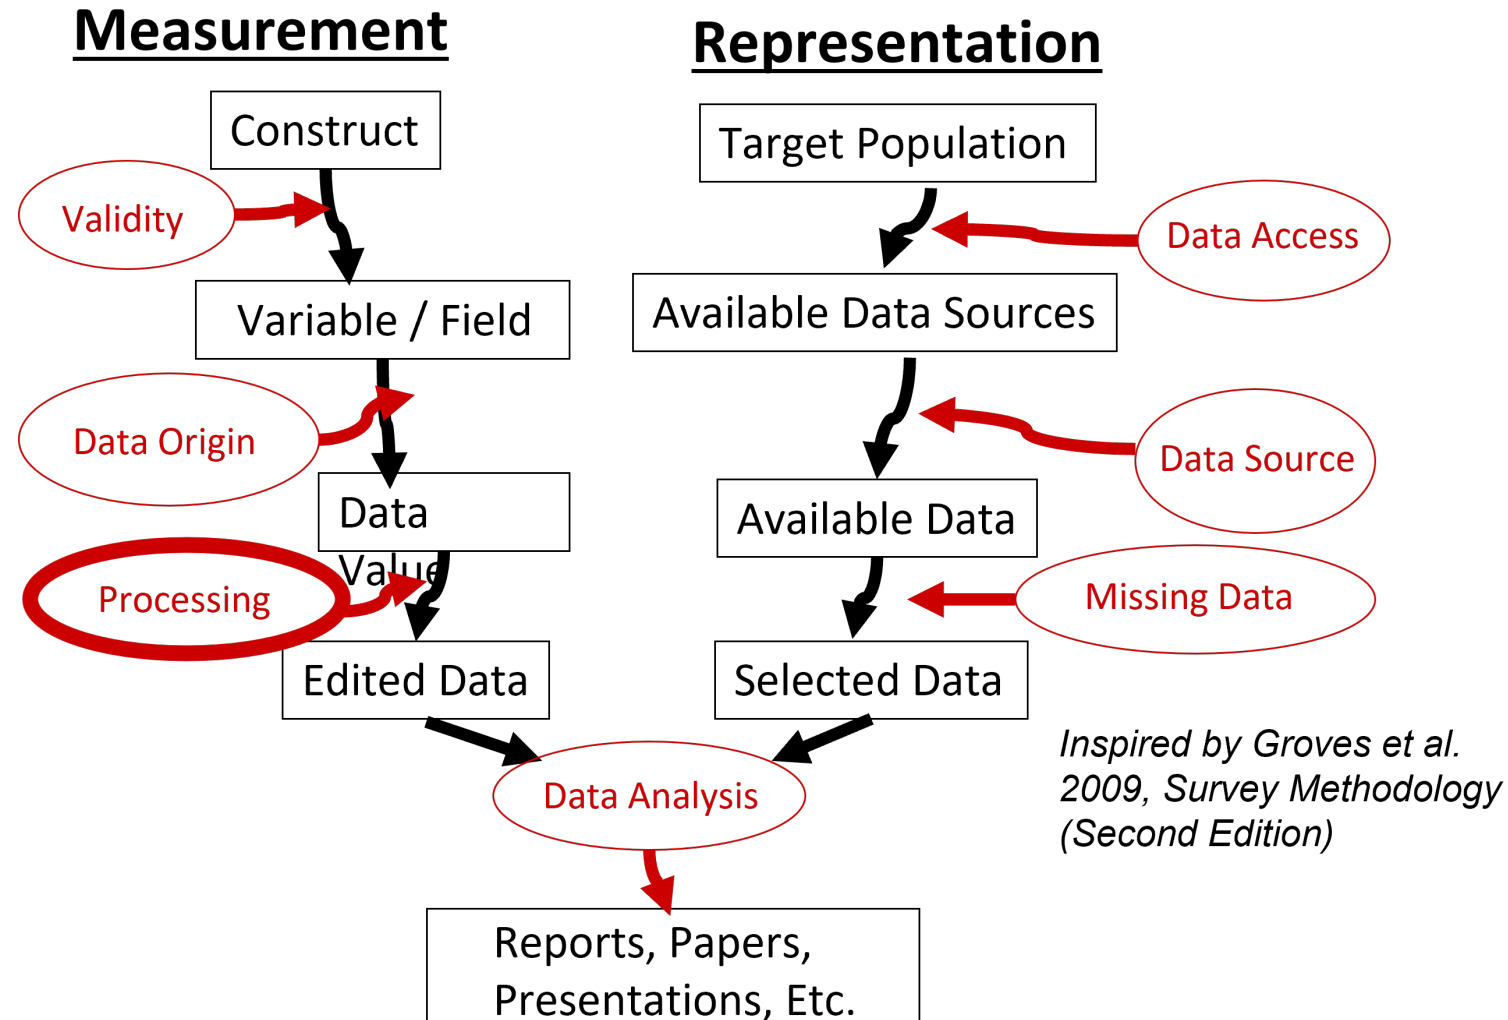 Measurement
Representation
Construct
Target Population
Validity
Data Access
Variable / Field
Available Data Sources
Data Origin
Data Source
Data
Value
Available Data
Processing
Missing Data
Edited Data
Selected Data
Inspired by Groves et al.
2009, Survey Methodology
(Second Edition)
Data Analysis
Reports, Papers,
Presentations, Etc.